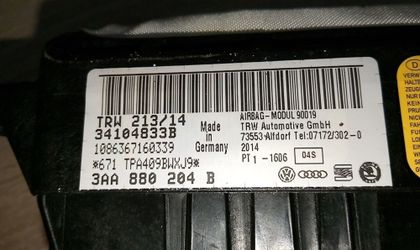 TRW 213/14
34104833B
1086367160339
*671 TPA409BWXJ9*
3AA 880 204 B
Made
in
Germany
AIRBAG-MODUL 90019
TRW Automotive GmbH
73553 Alfdorf Tel:07172/302-0
2014
PT1-1606 04S
D